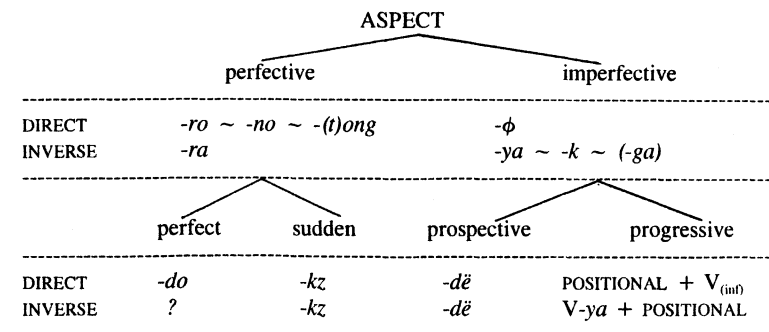 ASPECT
perfective imperfective
DIRECT -ro ~ -no ~ -(t)ong -ϕ
INVERSE -ra -ya ~ -k ~ (-ga)
perfect sudden prospective progressive
DIRECT -do -kz -dë POSITIONAL + V(inf)
INVERSE ? -kz -dë V-ya + POSITIONAL